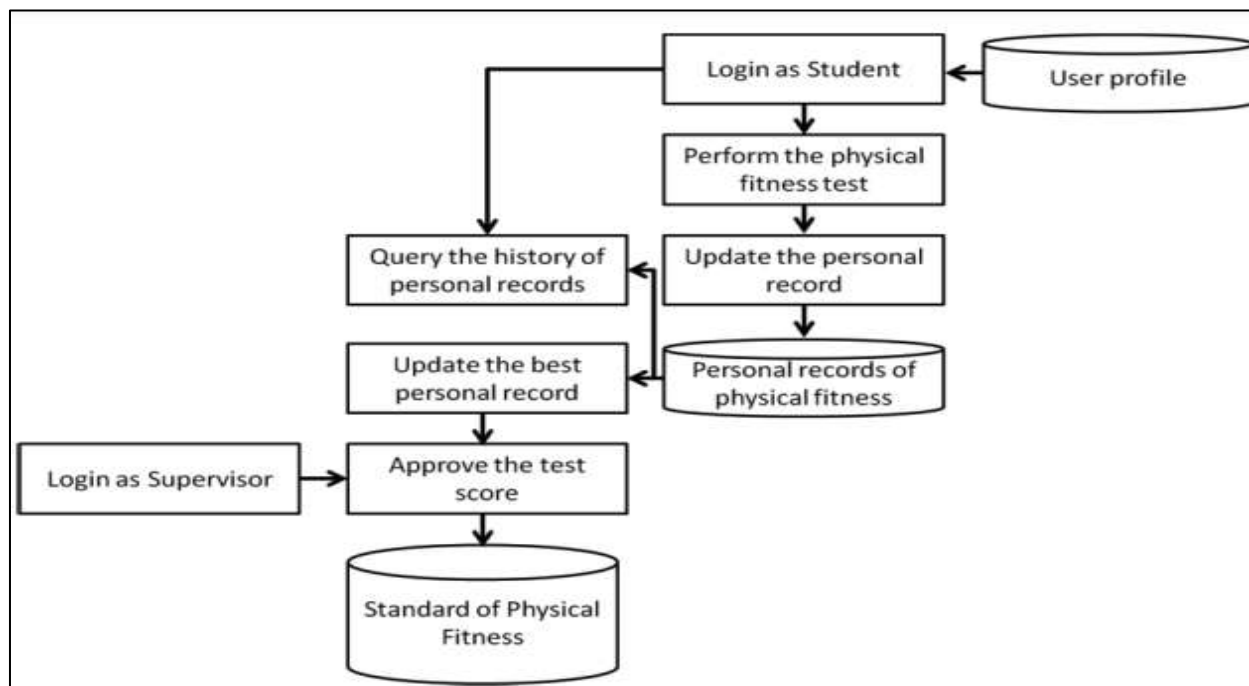 Login as Student
User profile
Perform the physical
fitness test
Query the history of
personal records
Update the personal
record
Update the best
personal record
Personal records of
physical fitness
Login as Supervisor
Approve the test
score
Standard of Physical
Fitness